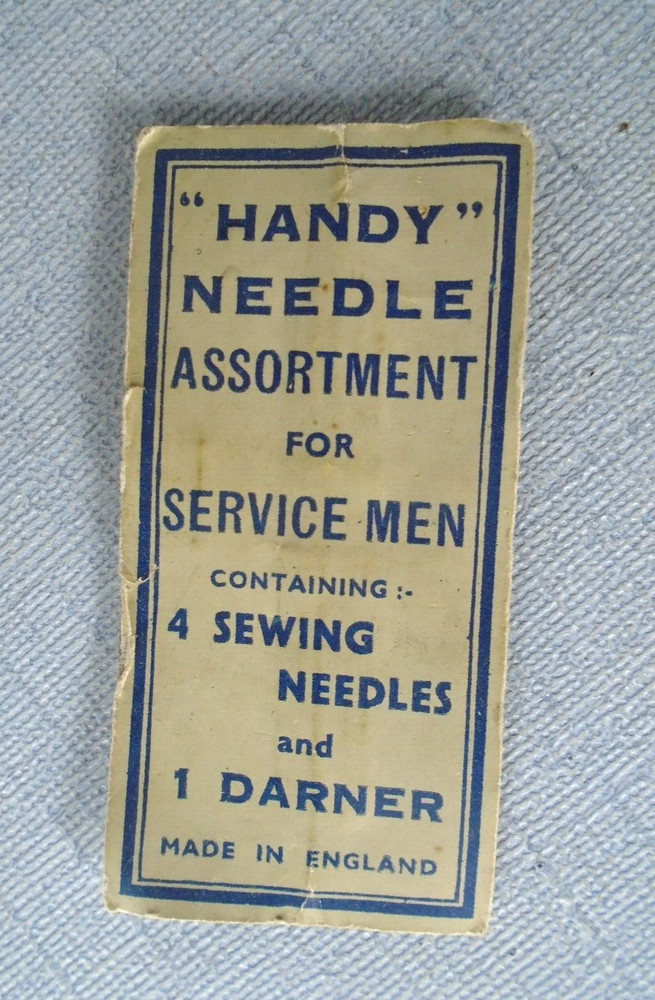 “HANDY”
NEEDLE
ASSORTMENT
FOR
SERVICE MEN
CONTAINING :-
4 SEWING
NEEDLES
and
1 DARNER
MADE IN ENGLAND